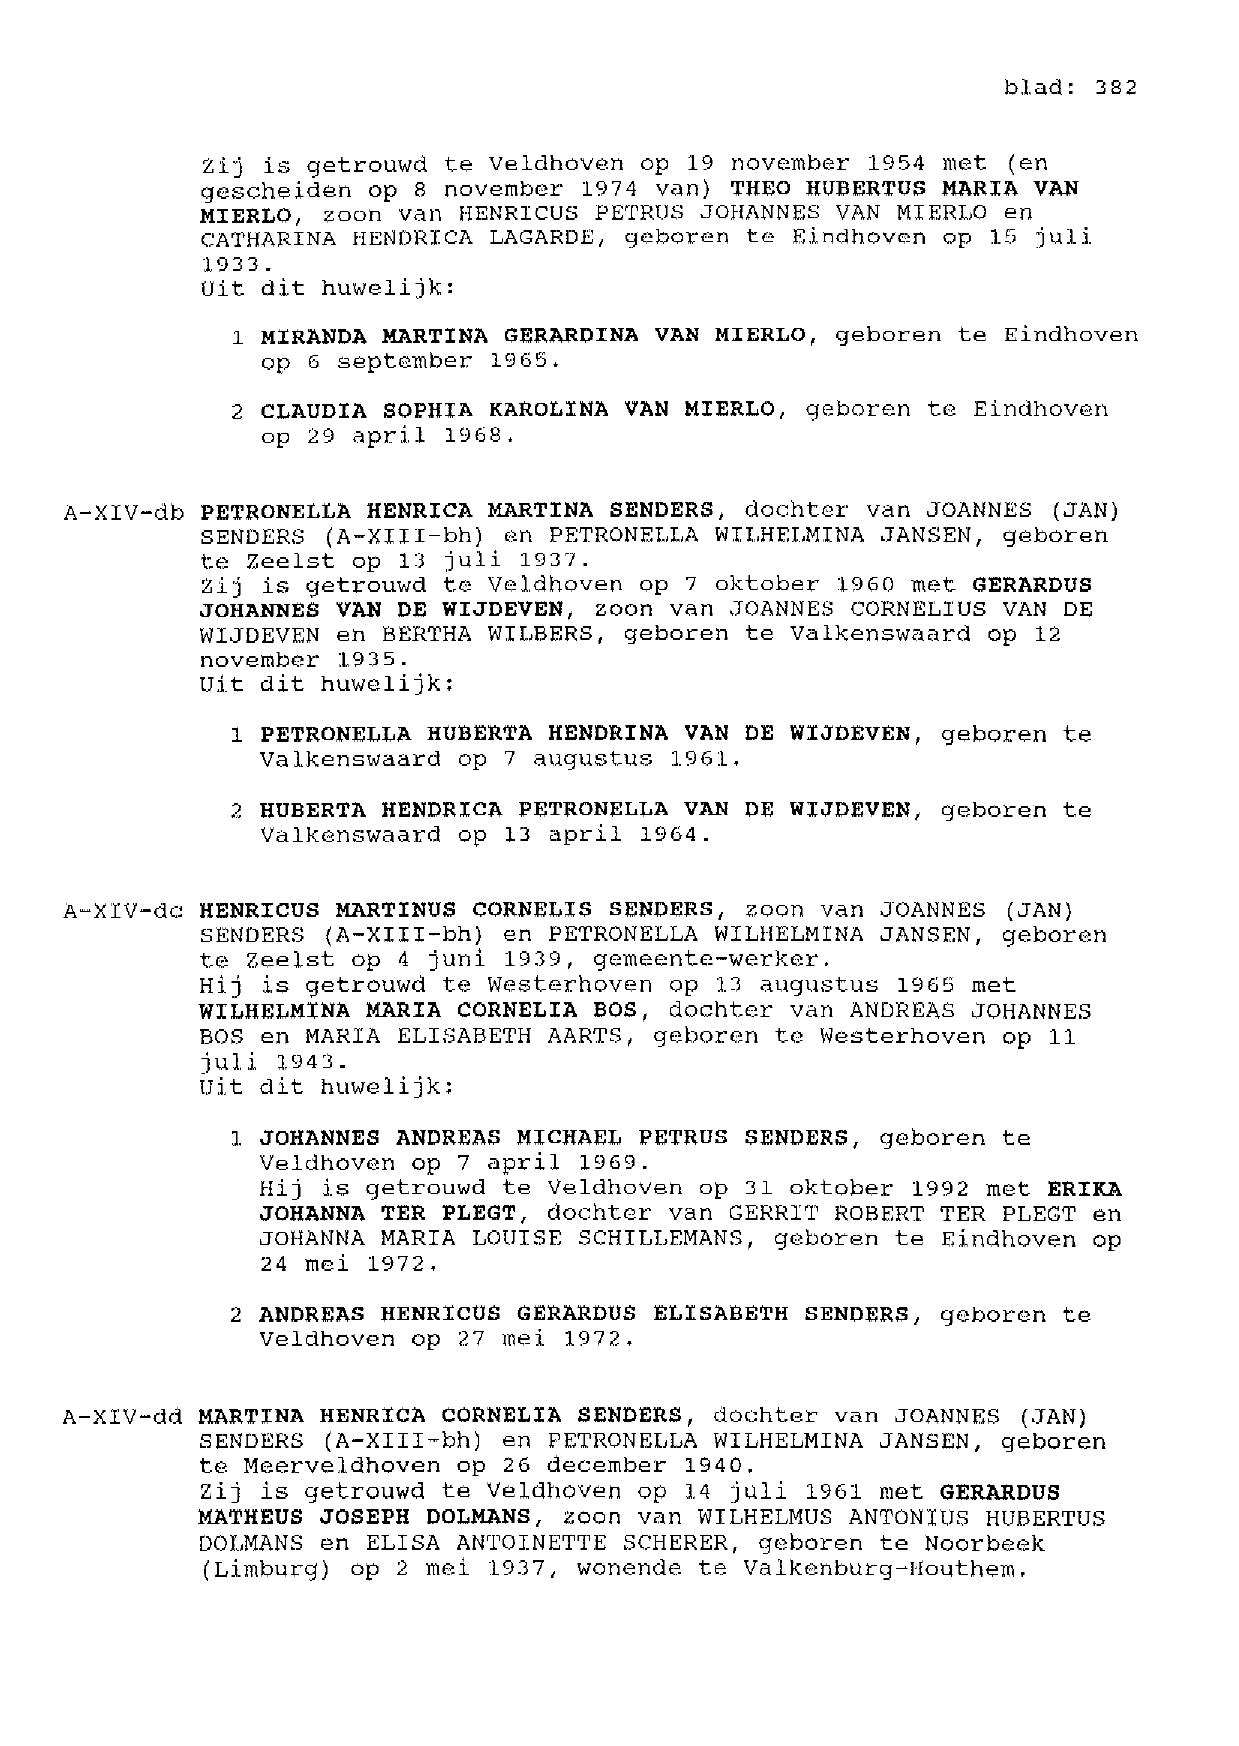 blad: 382
Zij is getrouwd te Veldhoven op 19 november 1954 met (en
gescheiden op 8 november 1974 van) THEO HUBERTUS MARIA VAN
MIERLO, zoon van HENRICUS PETRUS JOHANNES VAN MIERLO en
CATHARINA HENDRICA LAGARDE, geboren te Eindhoven op 15 juli
1933.
Uit dit huwelijk:
1 MIRANDA MARTINA GERARDINA VAN MIERLO, geboren te Eindhoven
op 6 september 1965.
2 CLAUDIA SOPHIA KAROLINA VAN MIERLO, geboren te Eindhoven
op 29 april 1968.
A-XIV-db PETRONELLA HENRICA MARTINA SENDERS, dochter van JOANNES (JAN)
SENDERS (A-XIII-bh) en PETRONELLA WILHELMINA JANSEN, geboren
te Zeelst op 13 juli 1937.
Zij is getrouwd te Veldhoven op 7 oktober 1960 met GERARDUS
JOHANNES VAN DE WIJDEVEN, zoon van JOANNES CORNELIUS VAN DE
WIJDEVEN en BERTHA WILBERS, geboren te Valkenswaard op 12
november 1935.
Uit dit huwelijk:
1 PETRONELLA HUBERTA HENDRINA VAN DE WIJDEVEN, geboren te
Valkenswaard op 7 augustus 1961.
2 HUBERTA HENDRICA PETRONELLA VAN DE WIJDEVEN, geboren te
Valkenswaard op 13 april 1964.
A-XIV-dc HENRICUS MARTINUS CORNELIS SENDERS, zoon van JOANNES (JAN)
SENDERS (A-XIII-bh) en PETRONELLA WILHELMINA JANSEN, geboren
te Zeelst op 4 juni 1939, gemeente-werker.
Hij is getrouwd te Westerhoven op 13 augustus 1965 met
WILHELMINA MARIA CORNELIA BOS, dochter van ANDREAS JOHANNES
BOS en MARIA ELISABETH AARTS, geboren te Westerhoven op 11
juli 1943.
Uit dit huwelijk:
1 JOHANNES ANDREAS MICHAEL PETRUS SENDERS, geboren te
Veldhoven op 7 april 1969.
Hij is getrouwd te Veldhoven op 31 oktober 1992 met ERIKA
JOHANNA TER PLEGT, dochter van GERRIT ROBERT TER PLEGT en
JOHANNA MARIA LOUISE SCHILLEMANS, geboren te Eindhoven op
24 mei 1972.
2 ANDREAS HENRICUS GERARDUS ELISABETH SENDERS, geboren te
Veldhoven op 27 mei 1972.
A-XIV-dd MARTINA HENRICA CORNELIA SENDERS, dochter van JOANNES (JAN)
SENDERS (A-XIII-bh) en PETRONELLA WILHELMINA JANSEN, geboren
te Meerveldhoven op 26 december 1940.
Zij is getrouwd te Veldhoven op 14 juli 1961 met GERARDUS
MATHEUS JOSEPH DOLMANS, zoon van WILHELMUS ANTONIUS HUBERTUS
DOLMANS en ELISA ANTOINETTE SCHERER, geboren te Noorbeek
(Limburg) op 2 mei 1937, wonende te Valkenburg-Houthem.